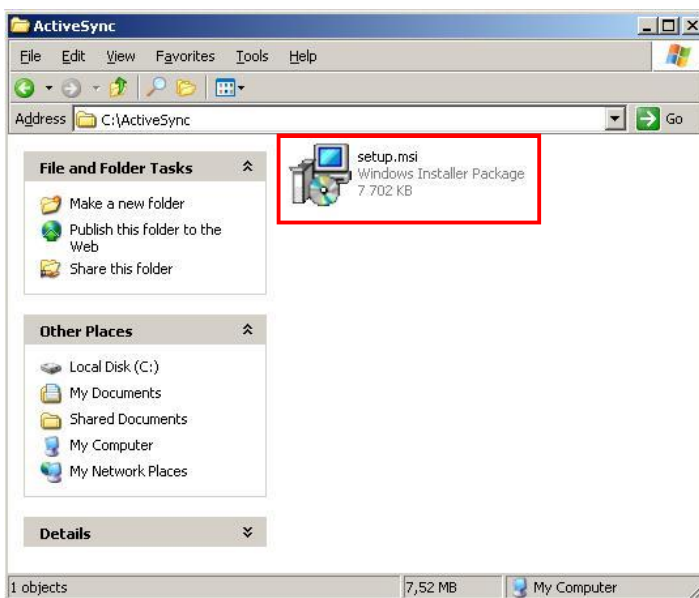 ActiveSync
File Edit View Favorites Tools Help
Address C:\ActiveSync Go
File and Folder Tasks
Make a new folder
Publish this folder to the
Web
Share this folder
Other Places
Local Disk (C:)
My Documents
Shared Documents
My Computer
My Network Places
Details
setup.msi
Windows Installer Package
7 702 KB
1 objects 7,52 MB My Computer